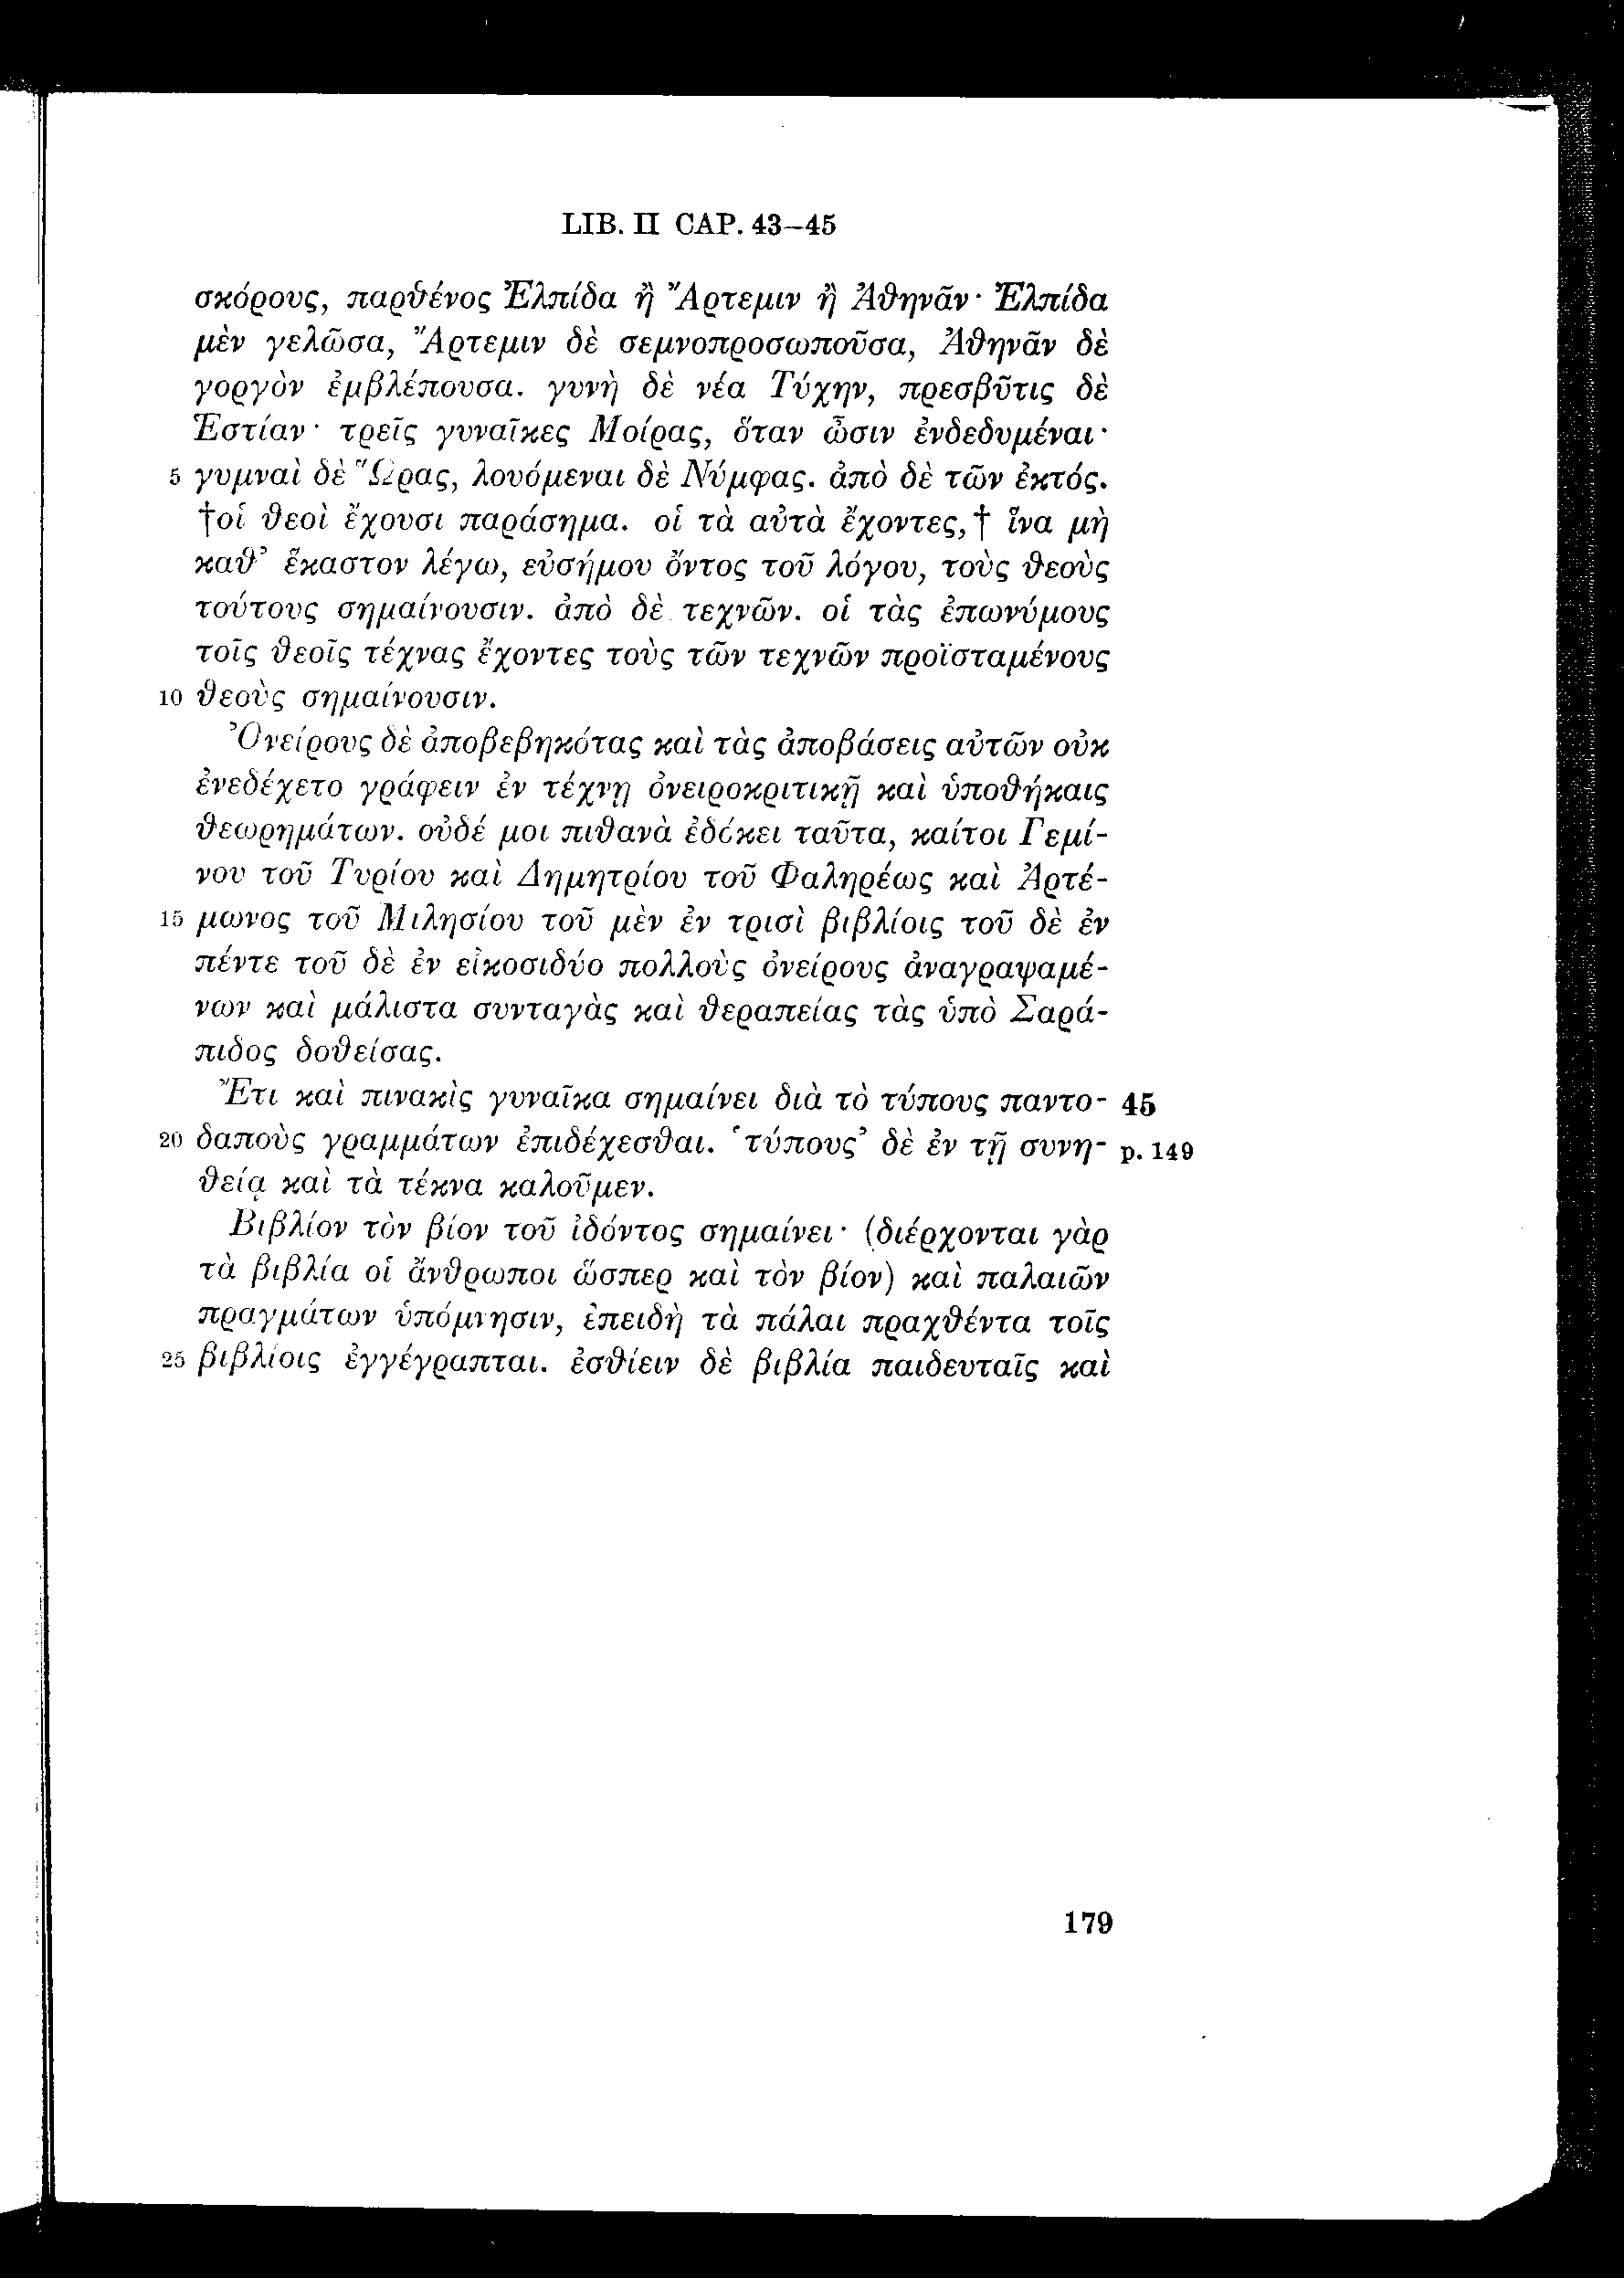 LIB. II CAP. 43–45
σκόρους, παρθένος Ἐλπίδα ἢ Ἄρτεμιν ἢ Ἀθηνᾶν· Ἐλπίδα
μὲν γελῶσα, Ἄρτεμιν δὲ σεμνοπροσωποῦσα, Ἀθηνᾶν δὲ
γοργὸν ἐμβλέπουσα. γυνὴ δὲ νέα Τύχην, πρεσβῦτις δὲ
Ἑστίαν· τρεῖς γυναῖκες Μοίρας, ὅταν ὦσιν ἐνδεδυμέναι·
5 γυμναὶ δὲ Ὥρας, λουόμεναι δὲ Νύμφας. ἀπὸ δὲ τῶν ἐκτός.
†οἱ θεοὶ ἔχουσι παράσημα. οἱ τὰ αὐτὰ ἔχοντες,† ἵνα μὴ
καθ’ ἕκαστον λέγω, εὐσήμου ὄντος τοῦ λόγου, τοὺς θεοὺς
τούτους σημαίνουσιν. ἀπὸ δὲ τεχνῶν. οἱ τὰς ἐπωνύμους
τοῖς θεοῖς τέχνας ἔχοντες τοὺς τῶν τεχνῶν προϊσταμένους
10 θεοὺς σημαίνουσιν.
Ὀνείρους δὲ ἀποβεβηκότας καὶ τὰς ἀποβάσεις αὐτῶν οὐκ
ἐνεδέχετο γράφειν ἐν τέχνῃ ὀνειροκριτικῇ καὶ ὑποθήκαις
θεωρημάτων. οὐδέ μοι πιθανὰ ἐδόκει ταῦτα, καίτοι Γεμί-
νου τοῦ Τυρίου καὶ Δημητρίου τοῦ Φαληρέως καὶ Ἀρτέ-
15 μωνος τοῦ Μιλησίου τοῦ μὲν ἐν τρισὶ βιβλίοις τοῦ δὲ ἐν
πέντε τοῦ δὲ ἐν εἰκοσιδύο πολλοὺς ὀνείρους ἀναγραψαμέ-
νων καὶ μάλιστα συνταγὰς καὶ θεραπείας τὰς ὑπὸ Σαρά-
πιδος δοθείσας.
Ἔτι καὶ πινακὶς γυναῖκα σημαίνει διὰ τὸ τύπους παντο- 45
20 δαποὺς γραμμάτων ἐπιδέχεσθαι. ‘τύπους’ δὲ ἐν τῇ συνη- p. 149
θείᾳ καὶ τὰ τέκνα καλοῦμεν.
Βιβλίον τὸν βίον τοῦ ἰδόντος σημαίνει· (διέρχονται γὰρ
τὰ βιβλία οἱ ἄνθρωποι ὥσπερ καὶ τὸν βίον) καὶ παλαιῶν
πραγμάτων ὑπόμνησιν, ἐπειδὴ τὰ πάλαι πραχθέντα τοῖς
25 βιβλίοις ἐγγέγραπται. ἐσθίειν δὲ βιβλία παιδευταῖς καὶ
179